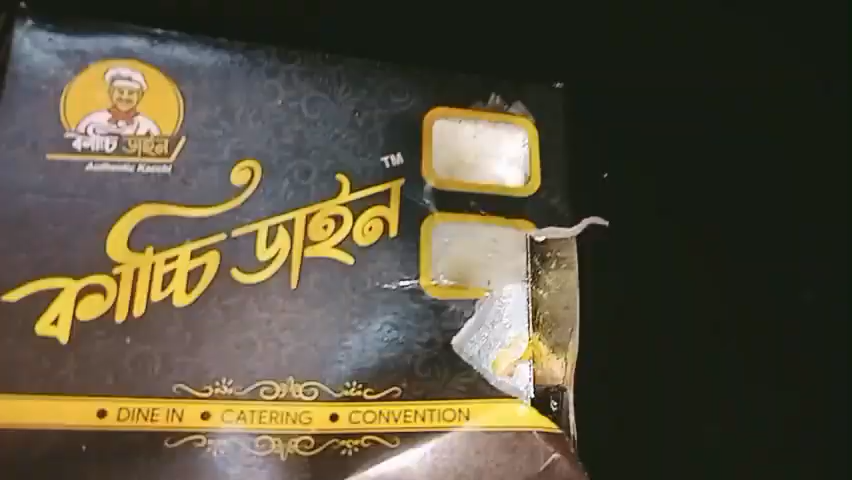 কাচ্চি ডাইন
Authentic Kacchi
কাচ্চি ডাইন TM
• DINE IN • CATERING • CONVENTION